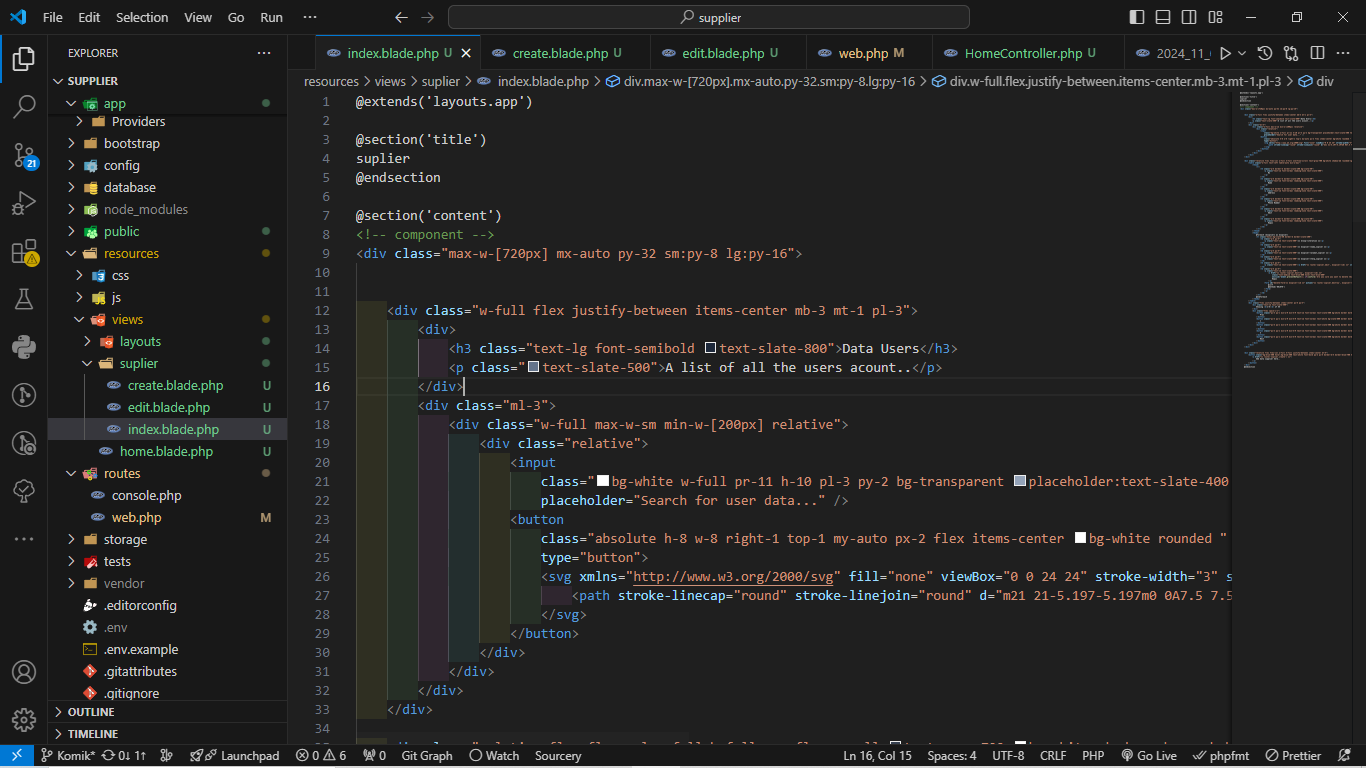 File Edit Selection View Go Run ··· supplier
EXPLORER ···
SUPPLIER
app
Providers
bootstrap
config
database
node_modules
public
resources
css
js
views
layouts
suplier
create.blade.php U
edit.blade.php U
index.blade.php U
home.blade.php U
routes
console.php
web.php M
storage
tests
vendor
.editorconfig
.env
.env.example
.gitattributes
.gitignore
OUTLINE
TIMELINE
21
index.blade.php U create.blade.php U edit.blade.php U web.php M HomeController.php U 2024_11_
resources > views > suplier > index.blade.php > div.max-w-[720px].mx-auto.py-32.sm:py-8.lg:py-16 > div.w-full.flex.justify-between.items-center.mb-3.mt-1.pl-3 > div
1 @extends('layouts.app')
2
3 @section('title')
4 suplier
5 @endsection
6
7 @section('content')
8 <!-- component -->
9 <div class="max-w-[720px] mx-auto py-32 sm:py-8 lg:py-16">
10
11
12 <div class="w-full flex justify-between items-center mb-3 mt-1 pl-3">
13 <div>
14 <h3 class="text-lg font-semibold text-slate-800">Data Users</h3>
15 <p class="text-slate-500">A list of all the users acount..</p>
16 </div>
17 <div class="ml-3">
18 <div class="w-full max-w-sm min-w-[200px] relative">
19 <div class="relative">
20 <input
21 class="bg-white w-full pr-11 h-10 pl-3 py-2 bg-transparent placeholder:text-slate-400
22 placeholder="Search for user data..." />
23 <button
24 class="absolute h-8 w-8 right-1 top-1 my-auto px-2 flex items-center bg-white rounded "
25 type="button">
26 <svg xmlns="http://www.w3.org/2000/svg" fill="none" viewBox="0 0 24 24" stroke-width="3" s
27 <path stroke-linecap="round" stroke-linejoin="round" d="m21 21-5.197-5.197m0 0A7.5 7.5
28 </svg>
29 </button>
30 </div>
31 </div>
32 </div>
33 </div>
34
Komik* 0↓ 1↑ Launchpad 0 6 0 Git Graph Watch Sourcery Ln 16, Col 15 Spaces: 4 UTF-8 CRLF PHP Go Live phpfmt Prettier